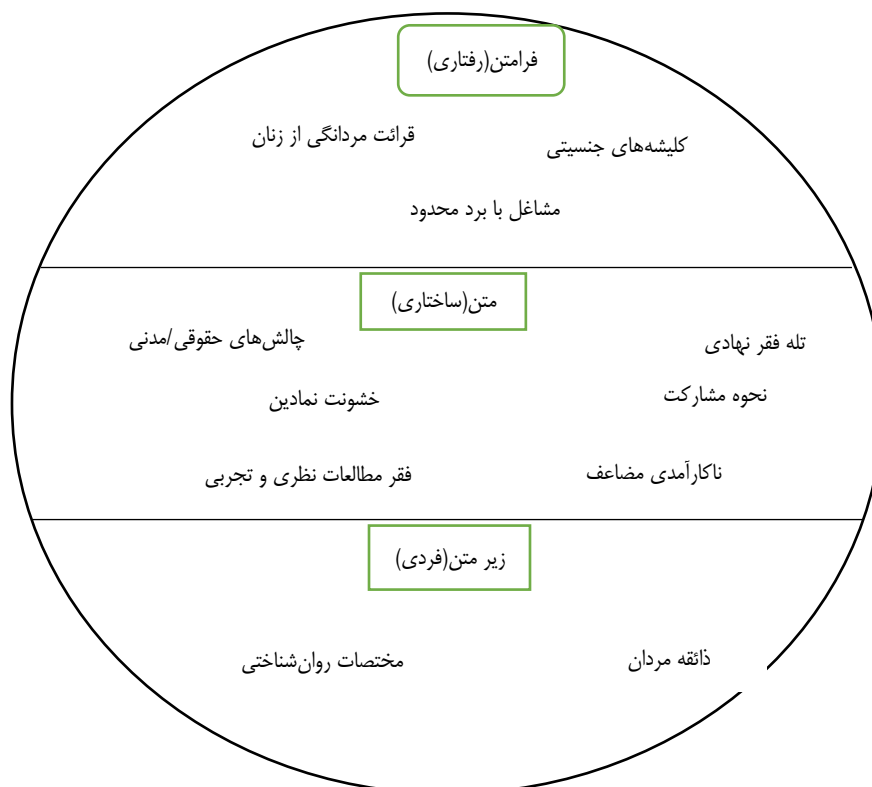 فرامتن(رفتاری)
قرائت مردانگی از زنان
کلیشه‌های جنسیتی
مشاغل با برد محدود
متن(ساختاری)
تله فقر نهادی
چالش‌های حقوقی/مدنی
نحوه مشارکت
خشونت نمادین
ناکارآمدی مضاعف
فقر مطالعات نظری و تجربی
زیر متن(فردی)
ذائقه مردان
مختصات روان‌شناختی